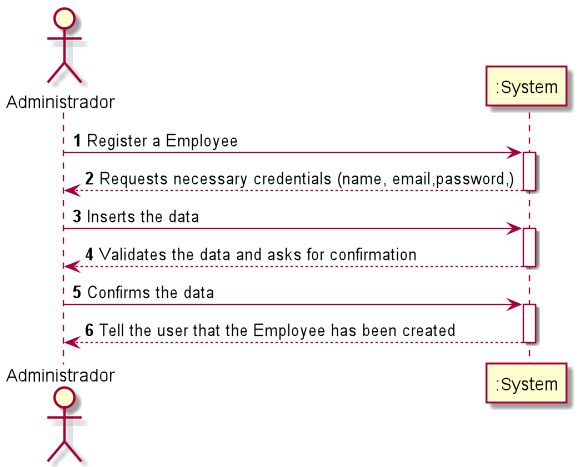 Administrador
:System
1 Register a Employee
2 Requests necessary credentials (name, email,password,)
3 Inserts the data
4 Validates the data and asks for confirmation
5 Confirms the data
6 Tell the user that the Employee has been created
Administrador
:System